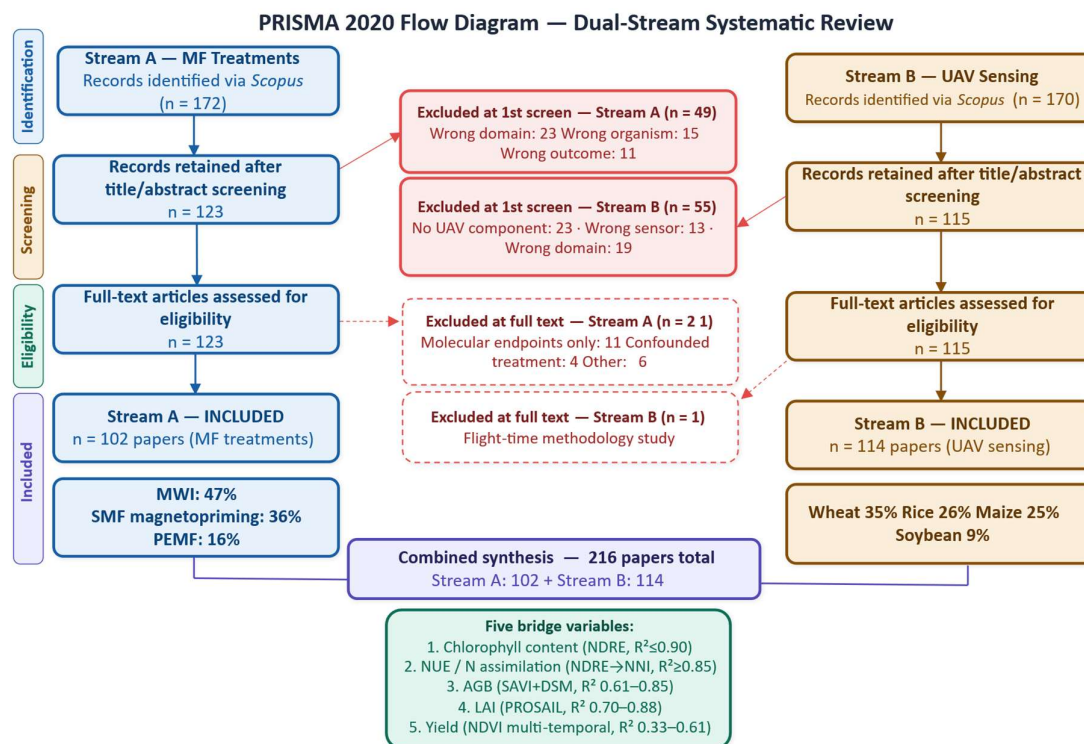 PRISMA 2020 Flow Diagram — Dual-Stream Systematic Review
Identification
Stream A — MF Treatments
Records identified via Scopus
(n = 172)
Stream B — UAV Sensing
Records identified via Scopus (n = 170)
Excluded at 1st screen — Stream A (n = 49)
Wrong domain: 23 Wrong organism: 15
Wrong outcome: 11
Screening
Records retained after
title/abstract screening
n = 123
Excluded at 1st screen — Stream B (n = 55)
No UAV component: 23 · Wrong sensor: 13 ·
Wrong domain: 19
Records retained after title/abstract
screening
n = 115
Eligibility
Full-text articles assessed for
eligibility
n = 123
Excluded at full text — Stream A (n = 2 1)
Molecular endpoints only: 11 Confounded
treatment: 4 Other: 6
Full-text articles assessed for
eligibility
n = 115
Included
Stream A — INCLUDED
n = 102 papers (MF treatments)
Excluded at full text — Stream B (n = 1)
Flight-time methodology study
Stream B — INCLUDED
n = 114 papers (UAV sensing)
MWI: 47%
SMF magnetopriming: 36%
PEMF: 16%
Wheat 35% Rice 26% Maize 25%
Soybean 9%
Combined synthesis — 216 papers total
Stream A: 102 + Stream B: 114
Five bridge variables:
1. Chlorophyll content (NDRE, R²≤0.90)
2. NUE / N assimilation (NDRE→NNI, R²≥0.85)
3. AGB (SAVI+DSM, R² 0.61–0.85)
4. LAI (PROSAIL, R² 0.70–0.88)
5. Yield (NDVI multi-temporal, R² 0.33–0.61)